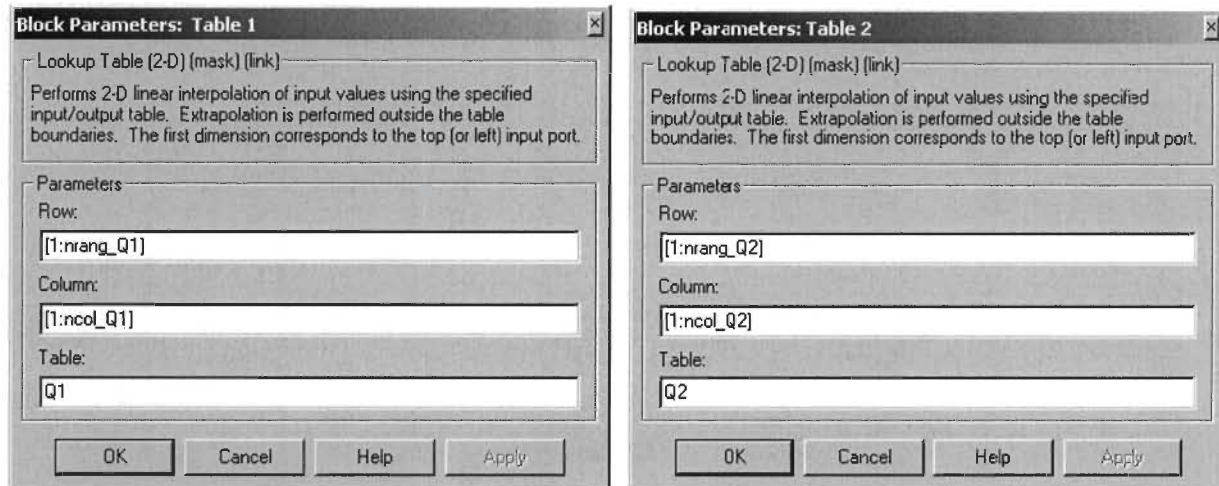 Block Parameters: Table 1
Lookup Table (2-D) (mask) (link)
Performs 2-D linear interpolation of input values using the specified
input/output table. Extrapolation is performed outside the table
boundaries. The first dimension corresponds to the top (or left) input port.
Parameters
Row:
[1:nrang_Q1]
Column:
[1:ncol_Q1]
Table:
Q1
OK Cancel Help Apply
Block Parameters: Table 2
Lookup Table (2-D) (mask) (link)
Performs 2-D linear interpolation of input values using the specified
input/output table. Extrapolation is performed outside the table
boundaries. The first dimension corresponds to the top (or left) input port.
Parameters
Row:
[1:nrang_Q2]
Column:
[1:ncol_Q2]
Table:
Q2
OK Cancel Help Apply